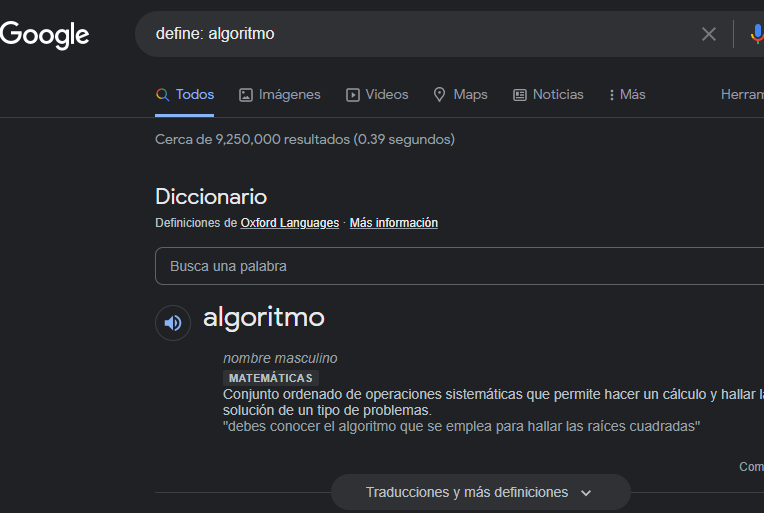 Google
define: algoritmo
Todos Imágenes Videos Maps Noticias Más Herram
Cerca de 9,250,000 resultados (0.39 segundos)
Diccionario
Definiciones de Oxford Languages · Más información
Busca una palabra
algoritmo
nombre masculino
MATEMÁTICAS
Conjunto ordenado de operaciones sistemáticas que permite hacer un cálculo y hallar la
solución de un tipo de problemas.
"debes conocer el algoritmo que se emplea para hallar las raíces cuadradas"
Com
Traducciones y más definiciones